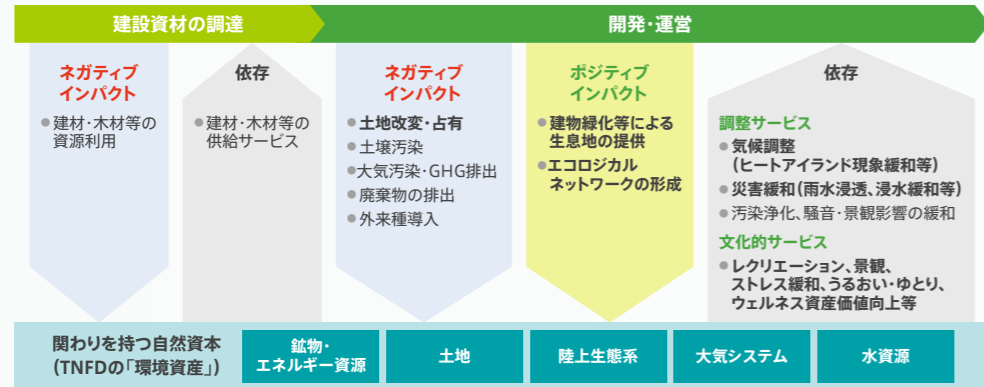 建設資材の調達
開発・運営
ネガティブ
インパクト
●建材・木材等の
資源利用
依存
●建材・木材等の
供給サービス
ネガティブ
インパクト
●土地改変・占有
●土壌汚染
●大気汚染・GHG排出
●廃棄物の排出
●外来種導入
ポジティブ
インパクト
●建物緑化等による
生息地の提供
●エコロジカル
ネットワークの形成
依存
調整サービス
●気候調整
(ヒートアイランド現象緩和等)
●災害緩和(雨水浸透、浸水緩和等)
●汚染浄化、騒音・景観影響の緩和
文化的サービス
●レクリエーション、景観、
ストレス緩和、うるおい・ゆとり、
ウェルネス資産価値向上等
関わりを持つ自然資本
(TNFDの「環境資産」)
鉱物・
エネルギー資源
土地
陸上生態系
大気システム
水資源